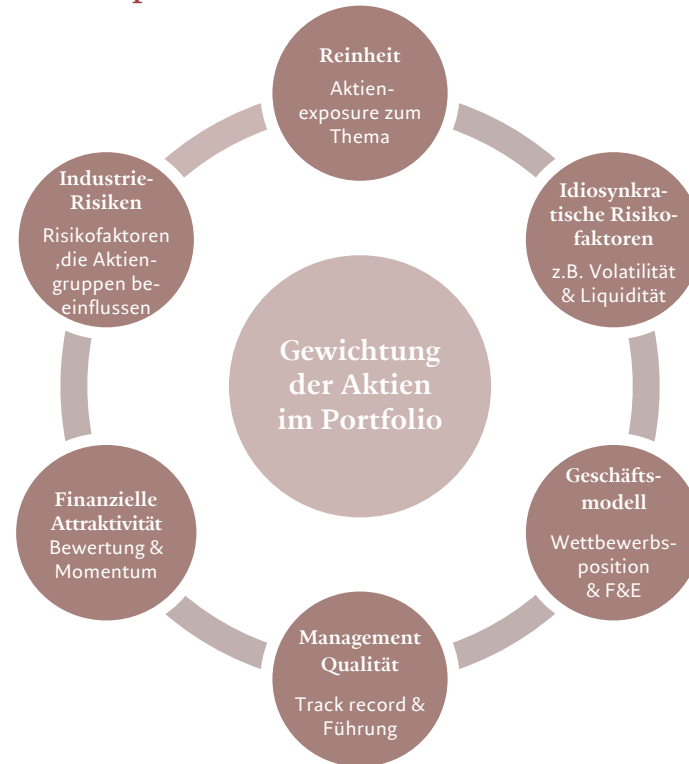 Reinheit
Aktien-
exposure zum
Thema
Idiosynkra-
tische Risiko-
faktoren
z.B. Volatilität
& Liquidität
Geschäfts-
modell
Wettbewerbs-
position
& F&E
Management
Qualität
Track record &
Führung
Finanzielle
Attraktivität
Bewertung &
Momentum
Industrie-
Risiken
Risikofaktoren
,die Aktien-
gruppen be-
einflussen
Gewichtung
der Aktien
im Portfolio